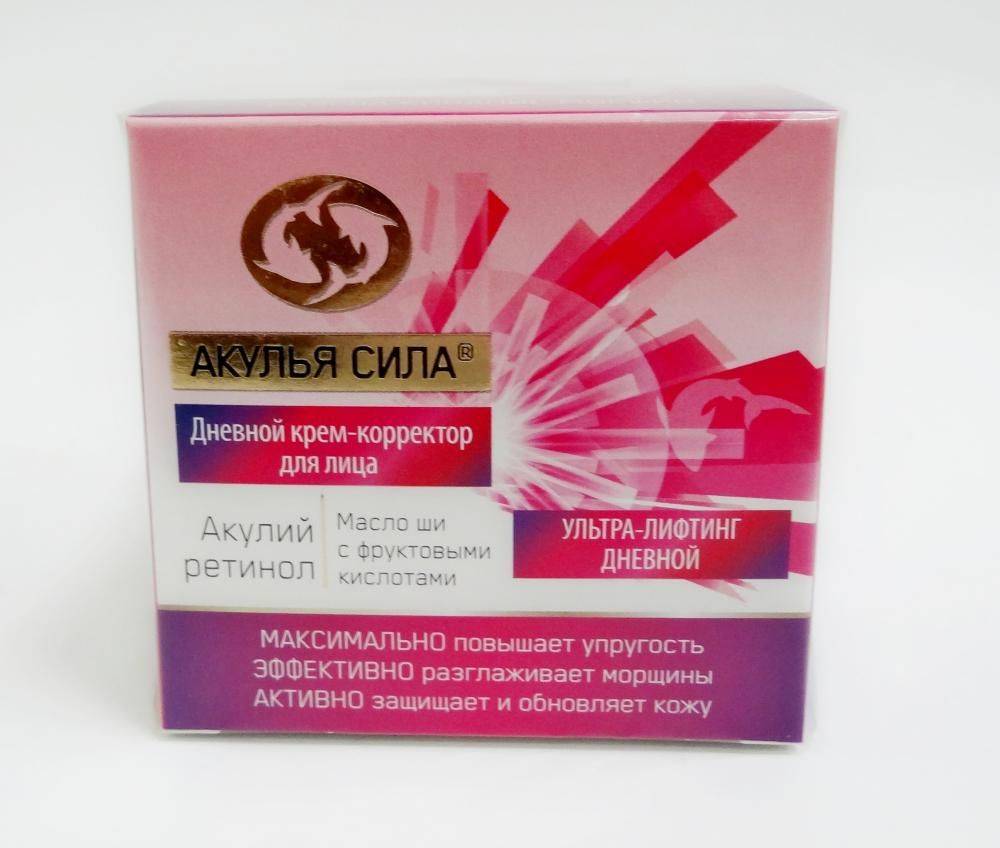 АКУЛЬЯ СИЛА®
Дневной крем-корректор
для лица
Акулий
ретинол
Масло ши
с фруктовыми
кислотами
УЛЬТРА-ЛИФТИНГ
ДНЕВНОЙ
МАКСИМАЛЬНО повышает упругость
ЭФФЕКТИВНО разглаживает морщины
АКТИВНО защищает и обновляет кожу